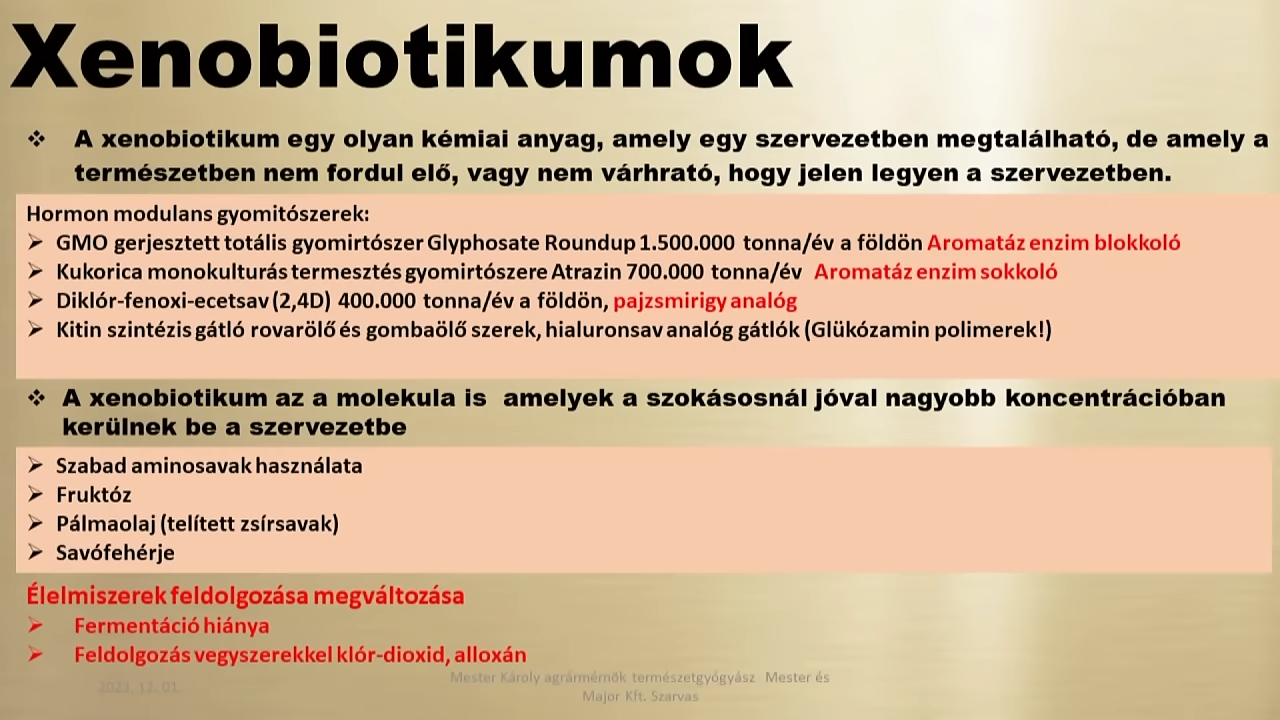 Xenobiotikumok
❖ A xenobiotikum egy olyan kémiai anyag, amely egy szervezetben megtalálható, de amely a
természetben nem fordul elő, vagy nem várhrató, hogy jelen legyen a szervezetben.
Hormon modulans gyomitószerek:
➢ GMO gerjesztett totális gyomirtószer Glyphosate Roundup 1.500.000 tonna/év a földön Aromatáz enzim blokkoló
➢ Kukorica monokulturás termesztés gyomirtószere Atrazin 700.000 tonna/év Aromatáz enzim sokkoló
➢ Diklór-fenoxi-ecetsav (2,4D) 400.000 tonna/év a földön, pajzsmirigy analóg
➢ Kitin szintézis gátló rovarölő és gombaölő szerek, hialuronsav analóg gátlók (Glükózamin polimerek!)
❖ A xenobiotikum az a molekula is amelyek a szokásosnál jóval nagyobb koncentrációban
kerülnek be a szervezetbe
➢ Szabad aminosavak használata
➢ Fruktóz
➢ Pálmaolaj (telített zsírsavak)
➢ Savófehérje
Élelmiszerek feldolgozása megváltozása
➢ Fermentáció hiánya
➢ Feldolgozás vegyszerekkel klór-dioxid, alloxán
2023. 12. 01.
Mester Károly agrármérnök természetgyógyász Mester és
Major Kft. Szarvas